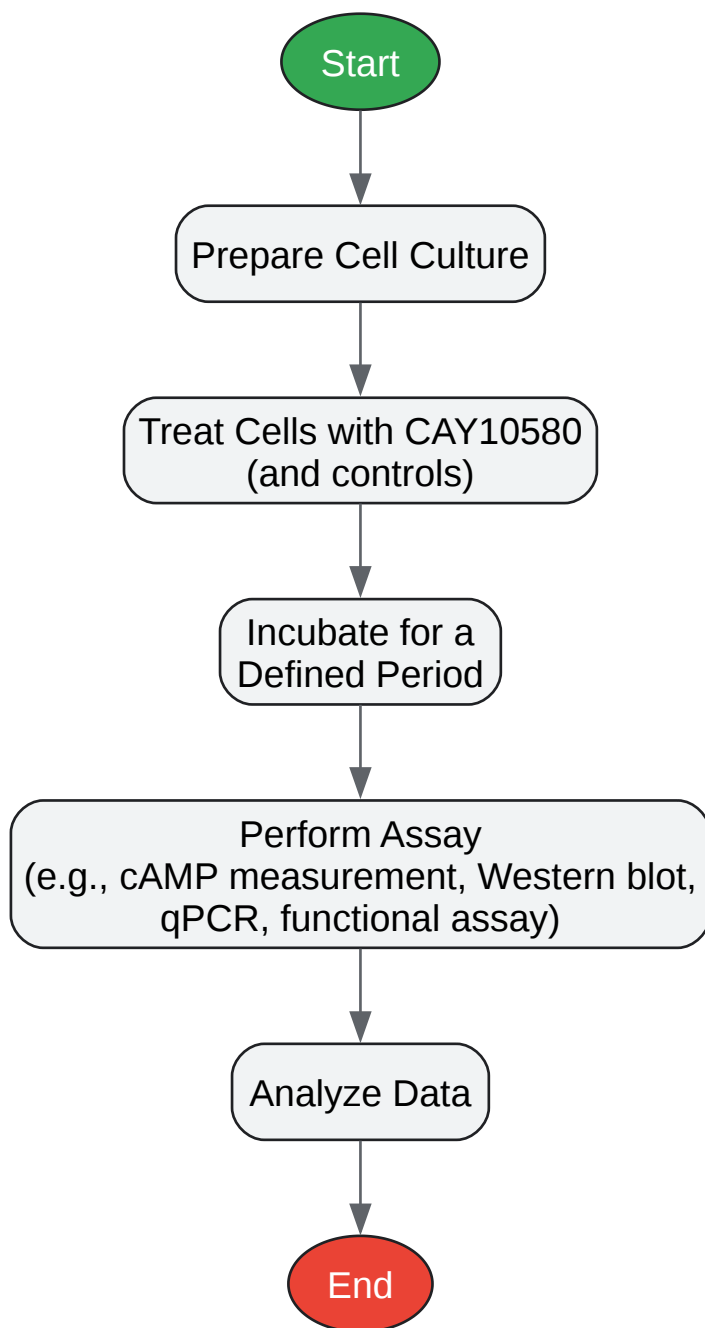 Start
Prepare Cell Culture
Treat Cells with CAY10580
(and controls)
Incubate for a
Defined Period
Perform Assay
(e.g., cAMP measurement, Western blot,
qPCR, functional assay)
Analyze Data
End